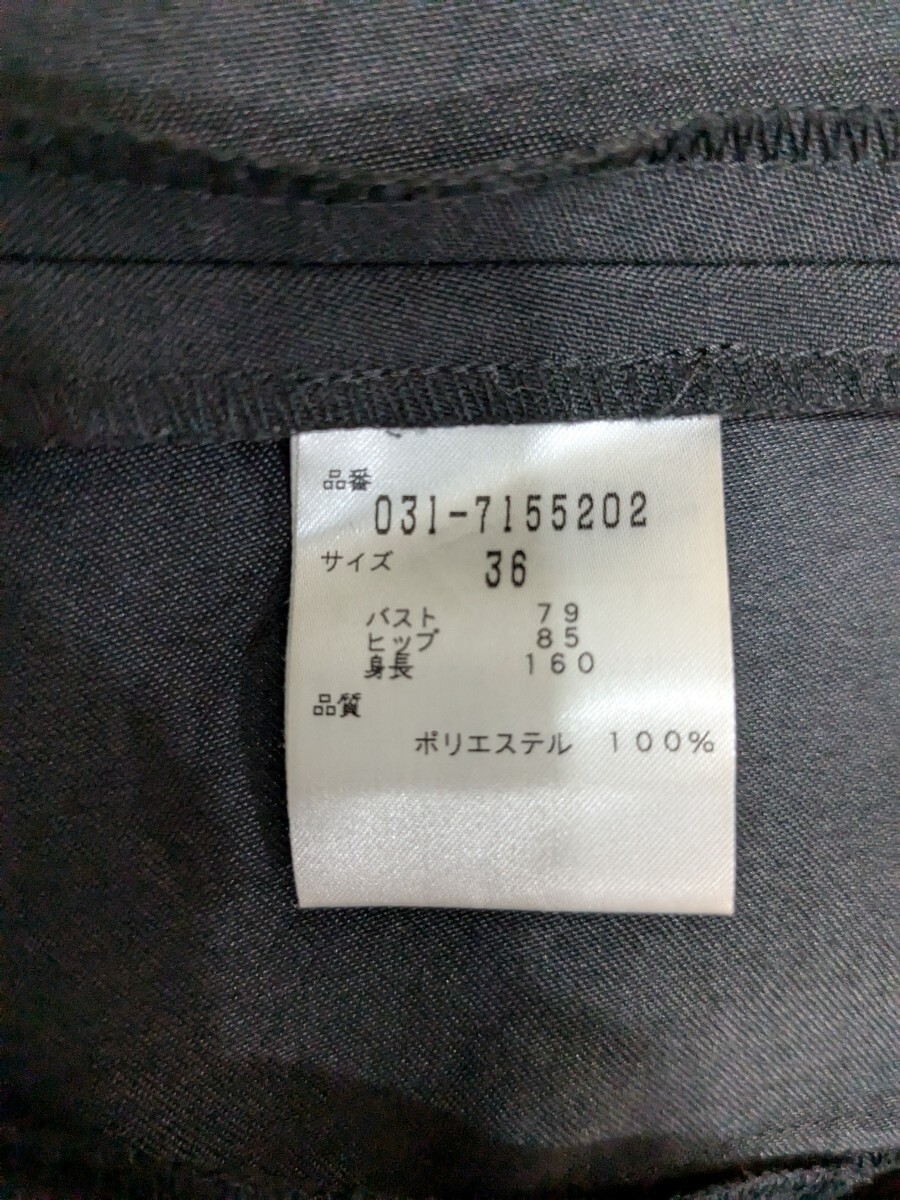 品番
031-7155202
サイズ 36
バスト 79
ヒップ 85
身長 160
品質
ポリエステル 100%